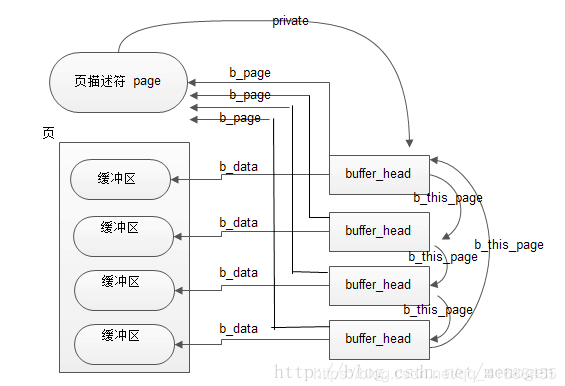 private
页描述符 page
b_page
b_page
b_page
页
缓冲区
b_data
buffer_head
b_this_page
缓冲区
b_data
buffer_head
b_this_page
b_this_page
缓冲区
b_data
buffer_head
b_this_page
缓冲区
b_data
buffer_head